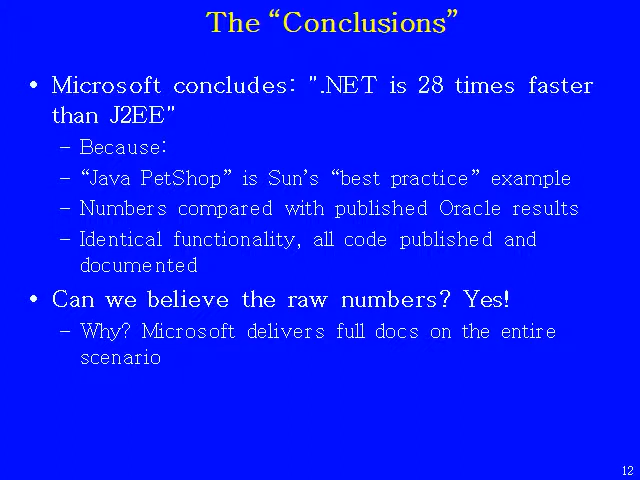 The “Conclusions”
• Microsoft concludes: ".NET is 28 times faster
than J2EE"
– Because:
– “Java PetShop” is Sun’s “best practice” example
– Numbers compared with published Oracle results
– Identical functionality, all code published and
documented
• Can we believe the raw numbers? Yes!
– Why? Microsoft delivers full docs on the entire
scenario
12